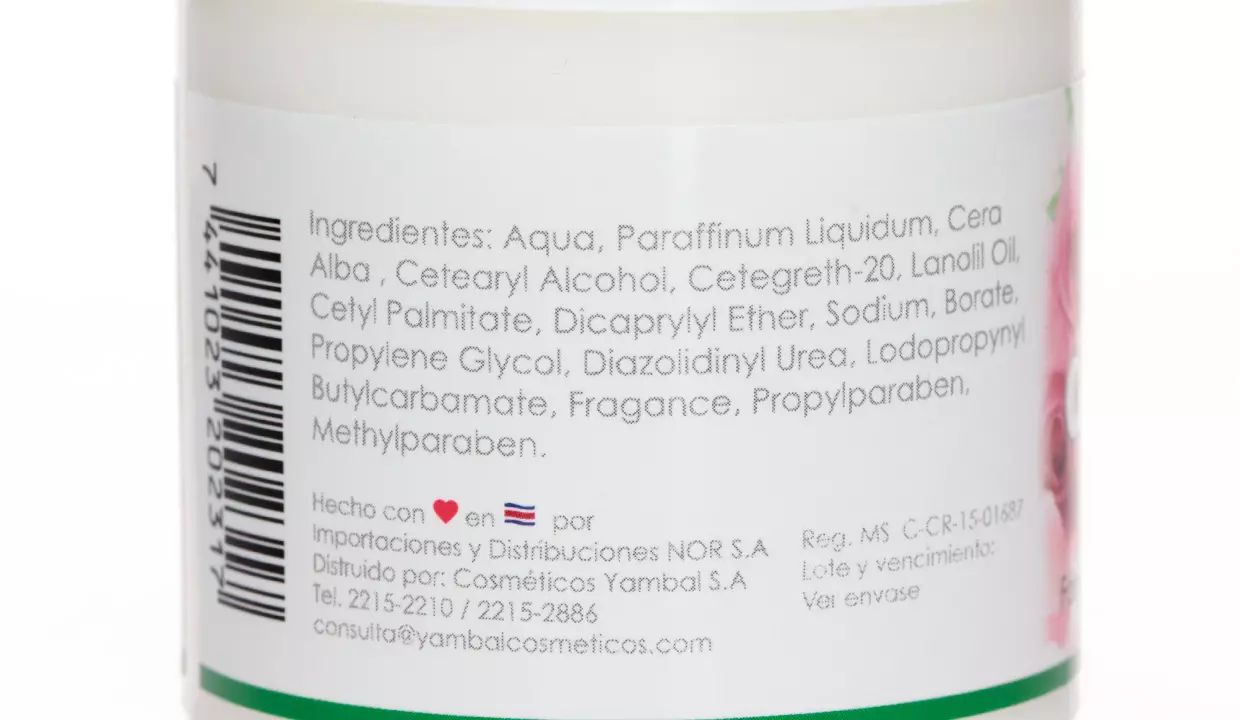 Ingredientes: Aqua, Paraffinum Liquidum, Cera
Alba , Cetearyl Alcohol, Cetegreth-20, Lanolil Oil,
Cetyl Palmitate, Dicaprylyl Ether, Sodium, Borate,
Propylene Glycol, Diazolidinyl Urea, Lodopropynyl
Butylcarbamate, Fragance, Propylparaben,
Methylparaben.
Hecho con ❤ en 🇨🇷 por
Importaciones y Distribuciones NOR S.A
Distruido por: Cosméticos Yambal S.A
Tel. 2215-2210 / 2215-2886
consulta@yambalcosmeticos.com
Reg. MS C-CR-15-01687
Lote y vencimiento:
Ver envase
7 441023 202317